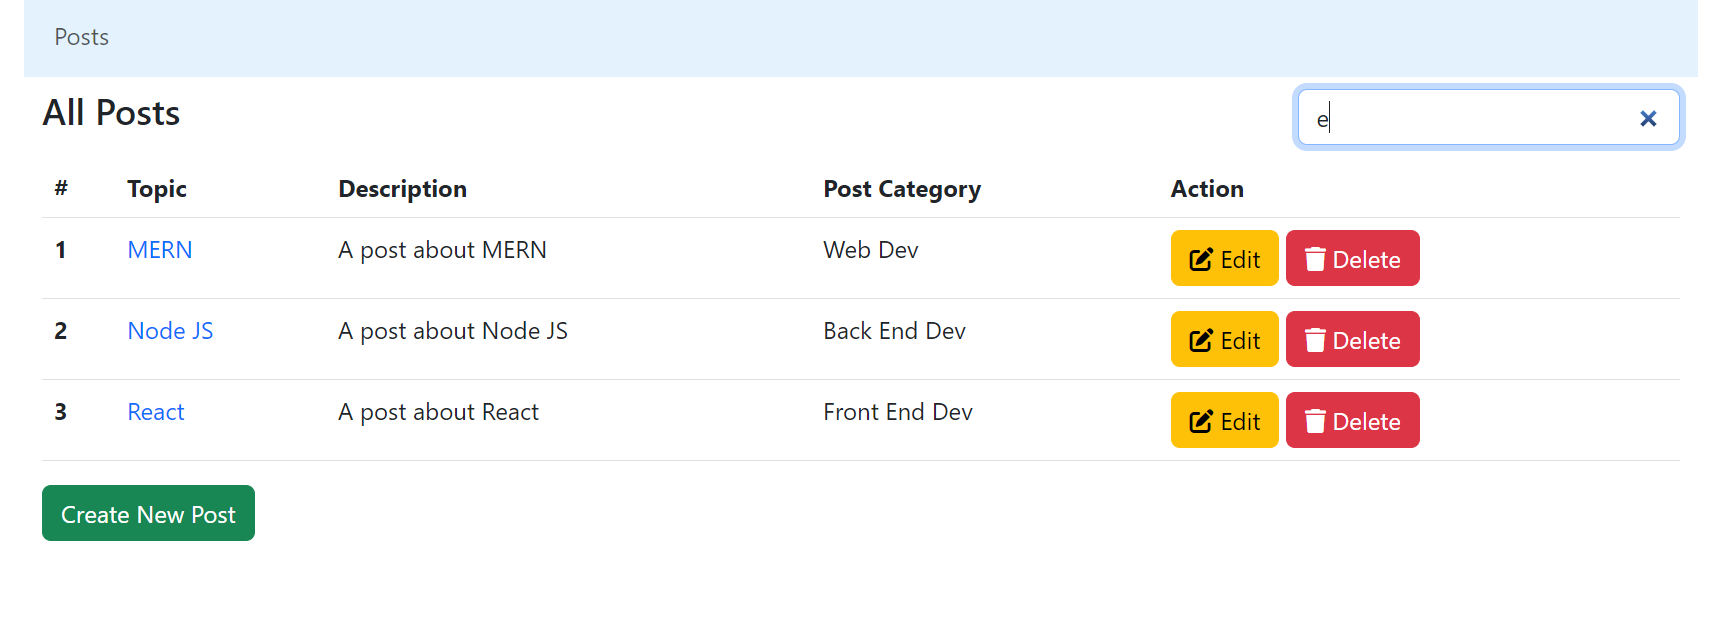 Posts
All Posts
e
# Topic Description Post Category Action
1 MERN A post about MERN Web Dev Edit Delete
2 Node JS A post about Node JS Back End Dev Edit Delete
3 React A post about React Front End Dev Edit Delete
Create New Post